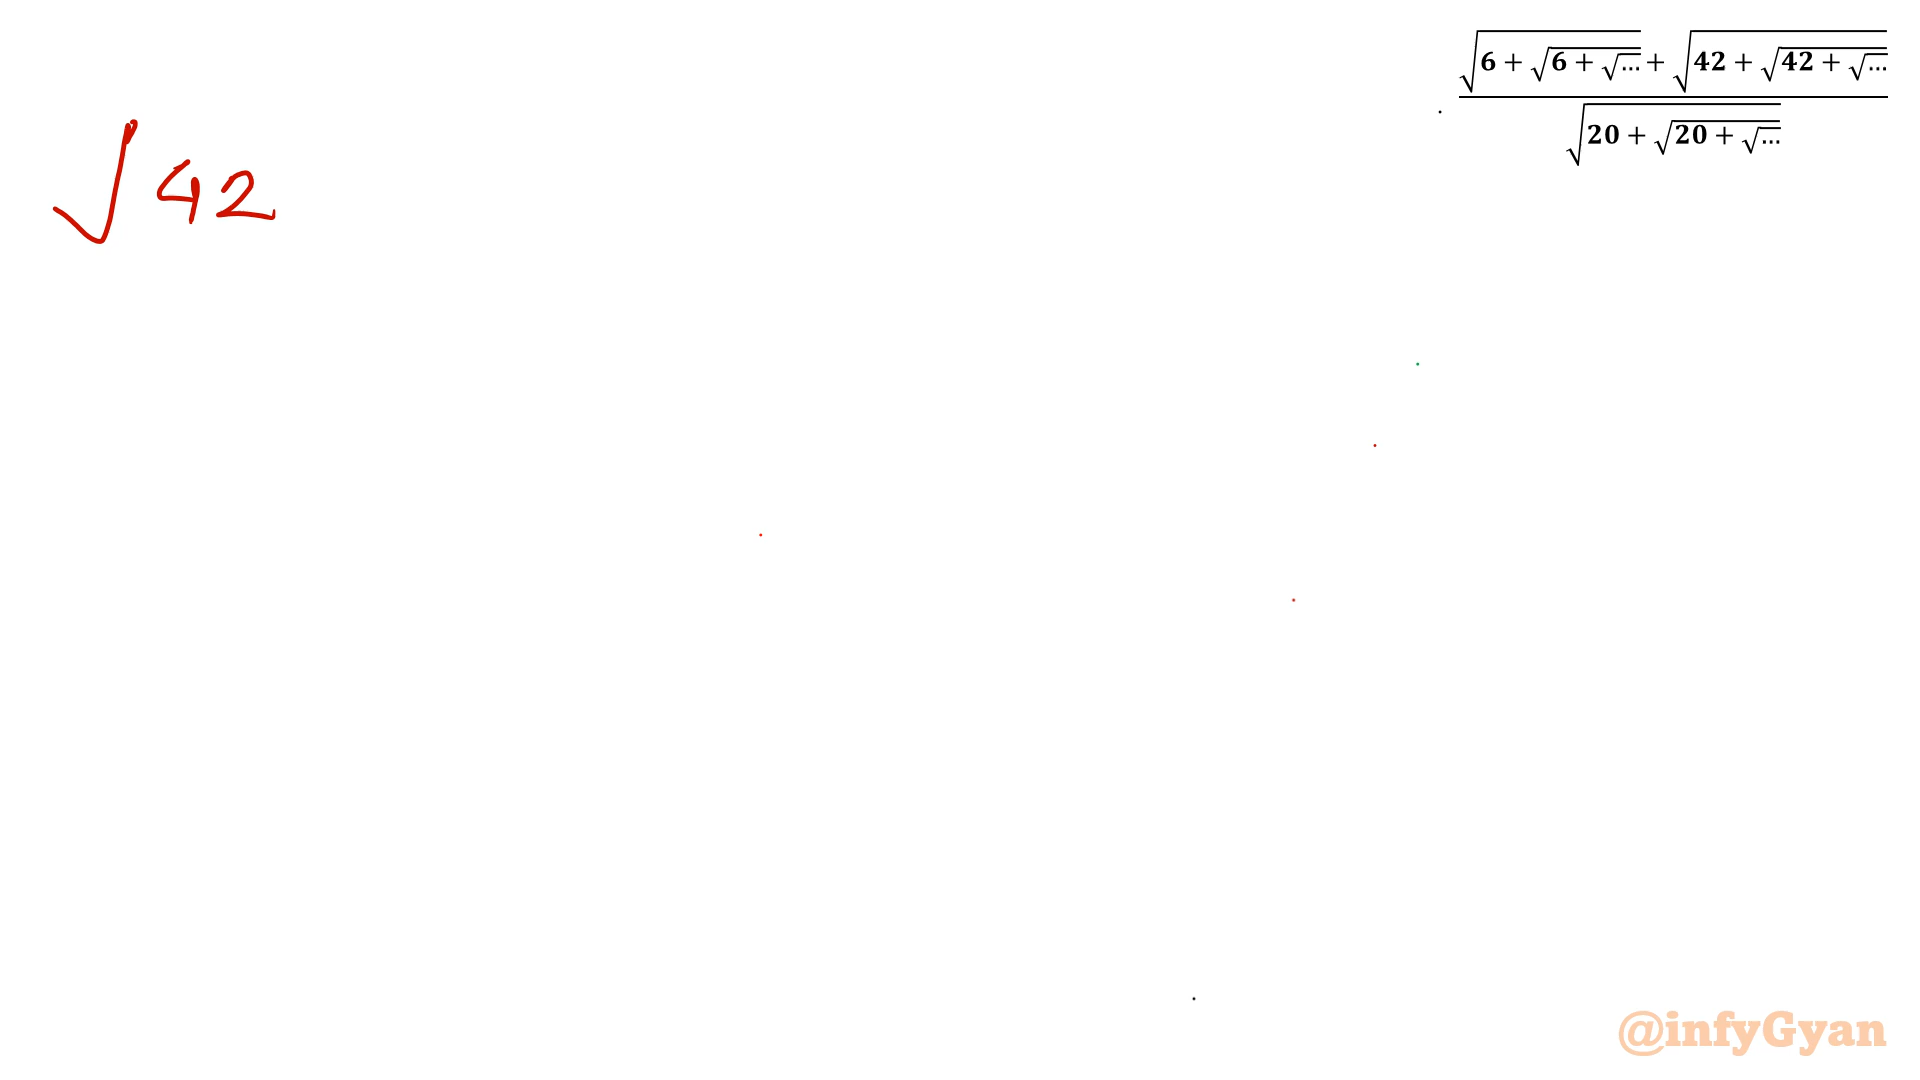 √(6 + √(6 + √...)) + √(42 + √(42 + √...))
√(20 + √(20 + √...))
√42
@infyGyan